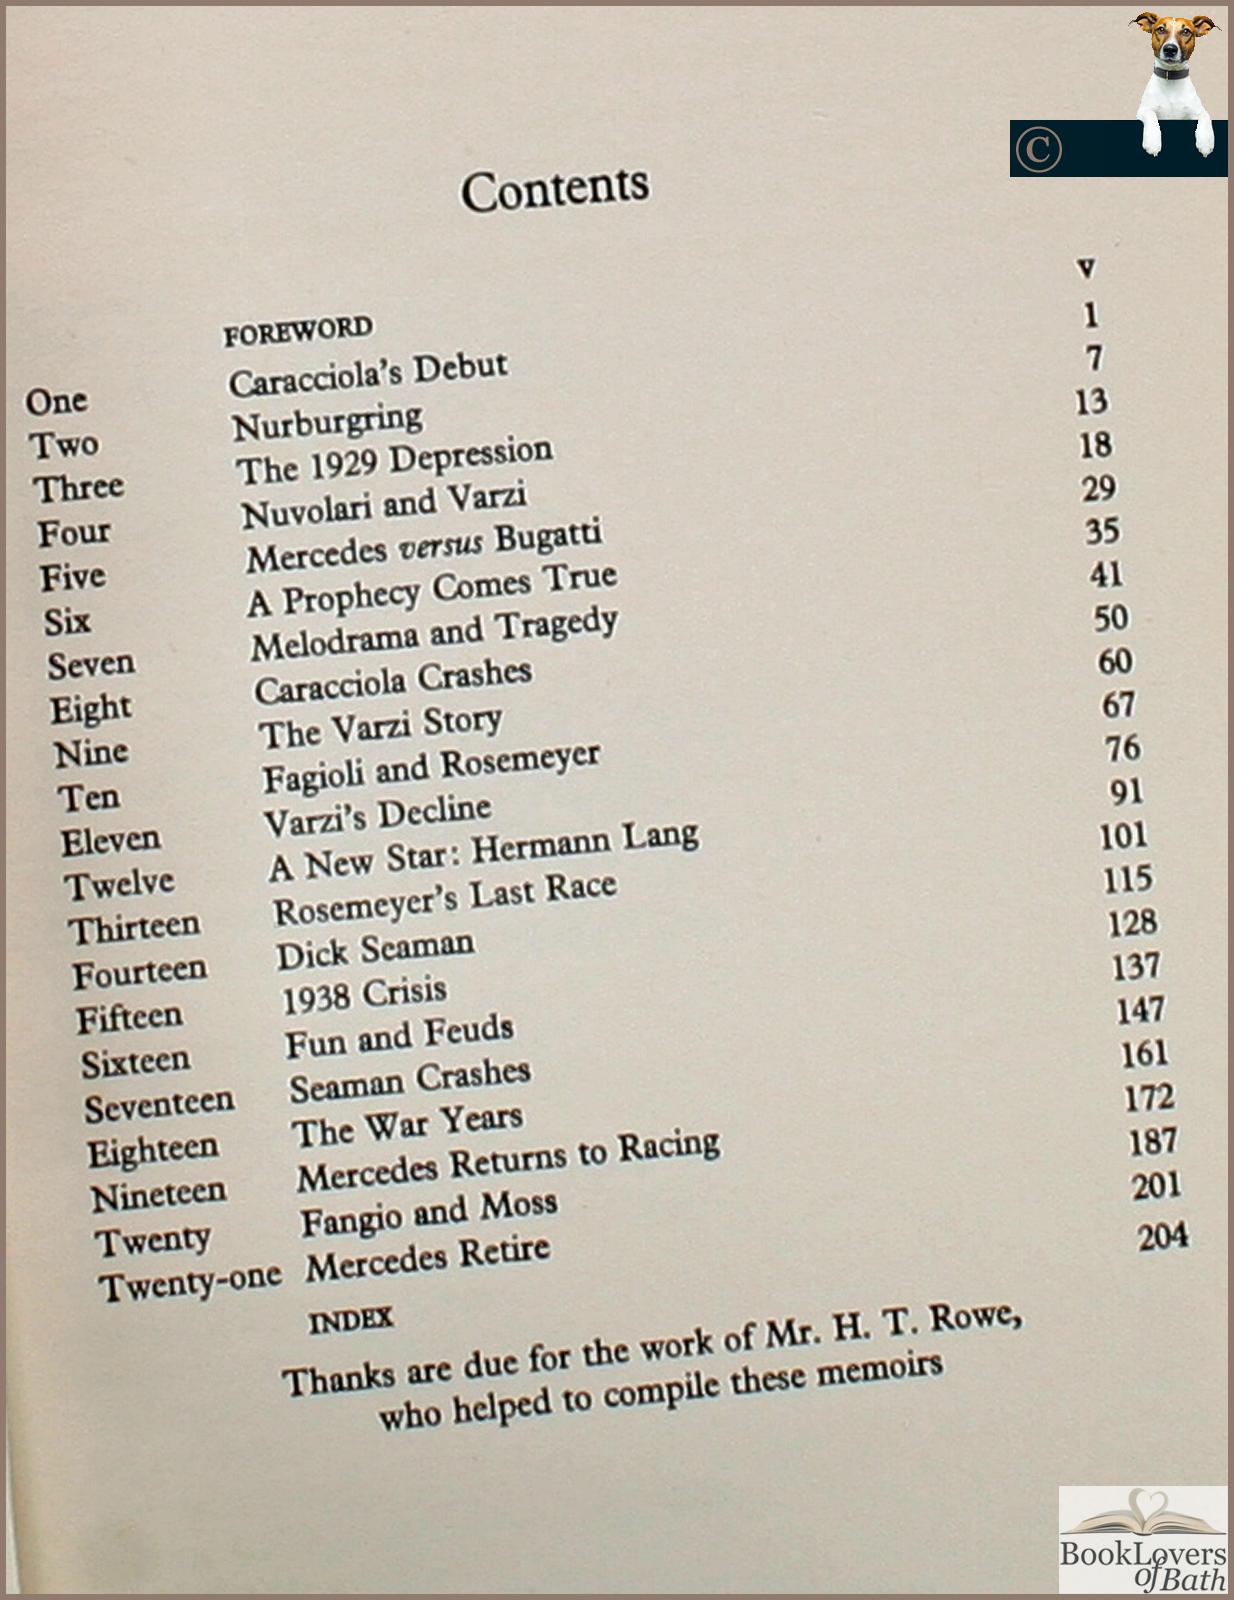 ©
Contents
FOREWORD v
One Caracciola's Debut 1
Two Nurburgring 7
Three The 1929 Depression 13
Four Nuvolari and Varzi 18
Five Mercedes versus Bugatti 29
Six A Prophecy Comes True 35
Seven Melodrama and Tragedy 41
Eight Caracciola Crashes 50
Nine The Varzi Story 60
Ten Fagioli and Rosemeyer 67
Eleven Varzi's Decline 76
Twelve A New Star: Hermann Lang 91
Thirteen Rosemeyer's Last Race 101
Fourteen Dick Seaman 115
Fifteen 1938 Crisis 128
Sixteen Fun and Feuds 137
Seventeen Seaman Crashes 147
Eighteen The War Years 161
Nineteen Mercedes Returns to Racing 172
Twenty Fangio and Moss 187
Twenty-one Mercedes Retire 201
INDEX 204
Thanks are due for the work of Mr. H. T. Rowe,
who helped to compile these memoirs
BookLovers
of Bath